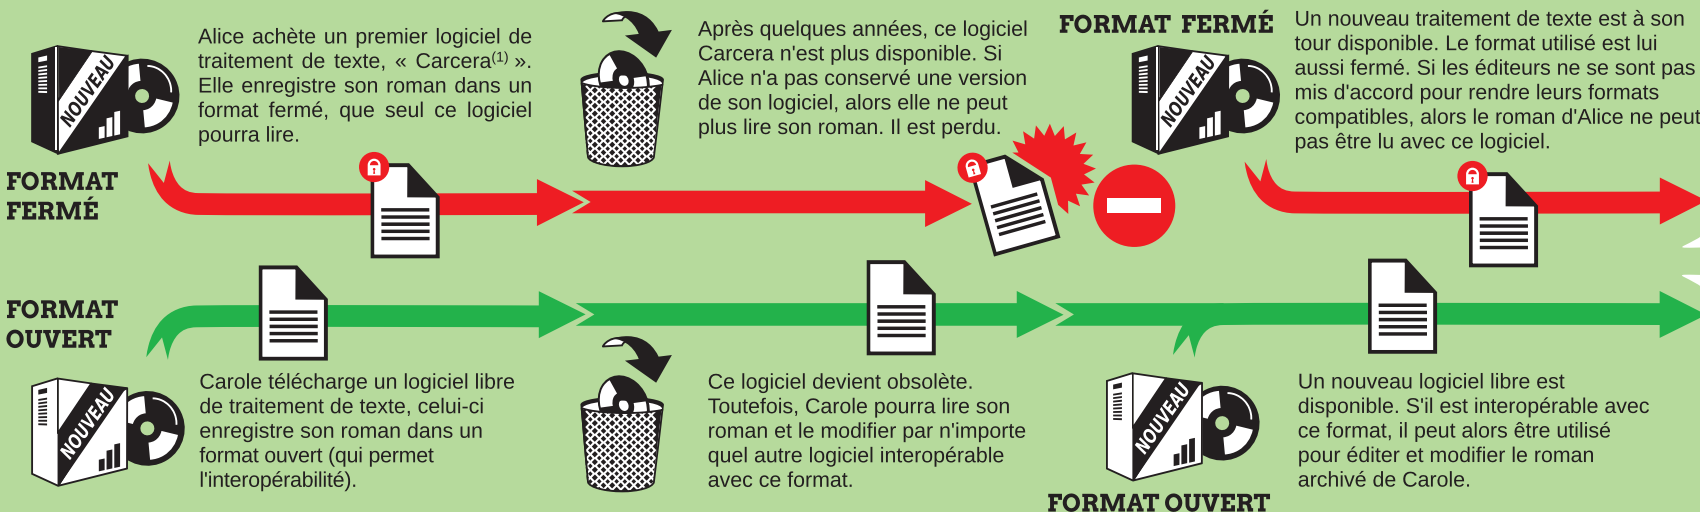 Alice achète un premier logiciel de
traitement de texte, « Carcera(1) ».
Elle enregistre son roman dans un
format fermé, que seul ce logiciel
pourra lire.
NOUVEAU
FORMAT
FERMÉ
Après quelques années, ce logiciel
Carcera n'est plus disponible. Si
Alice n'a pas conservé une version
de son logiciel, alors elle ne peut
plus lire son roman. Il est perdu.
FORMAT FERMÉ
NOUVEAU
Un nouveau traitement de texte est à son
tour disponible. Le format utilisé est lui
aussi fermé. Si les éditeurs ne se sont pas
mis d'accord pour rendre leurs formats
compatibles, alors le roman d'Alice ne peut
pas être lu avec ce logiciel.
FORMAT
OUVERT
NOUVEAU
Carole télécharge un logiciel libre
de traitement de texte, celui-ci
enregistre son roman dans un
format ouvert (qui permet
l'interopérabilité).
Ce logiciel devient obsolète.
Toutefois, Carole pourra lire son
roman et le modifier par n'importe
quel autre logiciel interopérable
avec ce format.
NOUVEAU
FORMAT OUVERT
Un nouveau logiciel libre est
disponible. S'il est interopérable avec
ce format, il peut alors être utilisé
pour éditer et modifier le roman
archivé de Carole.